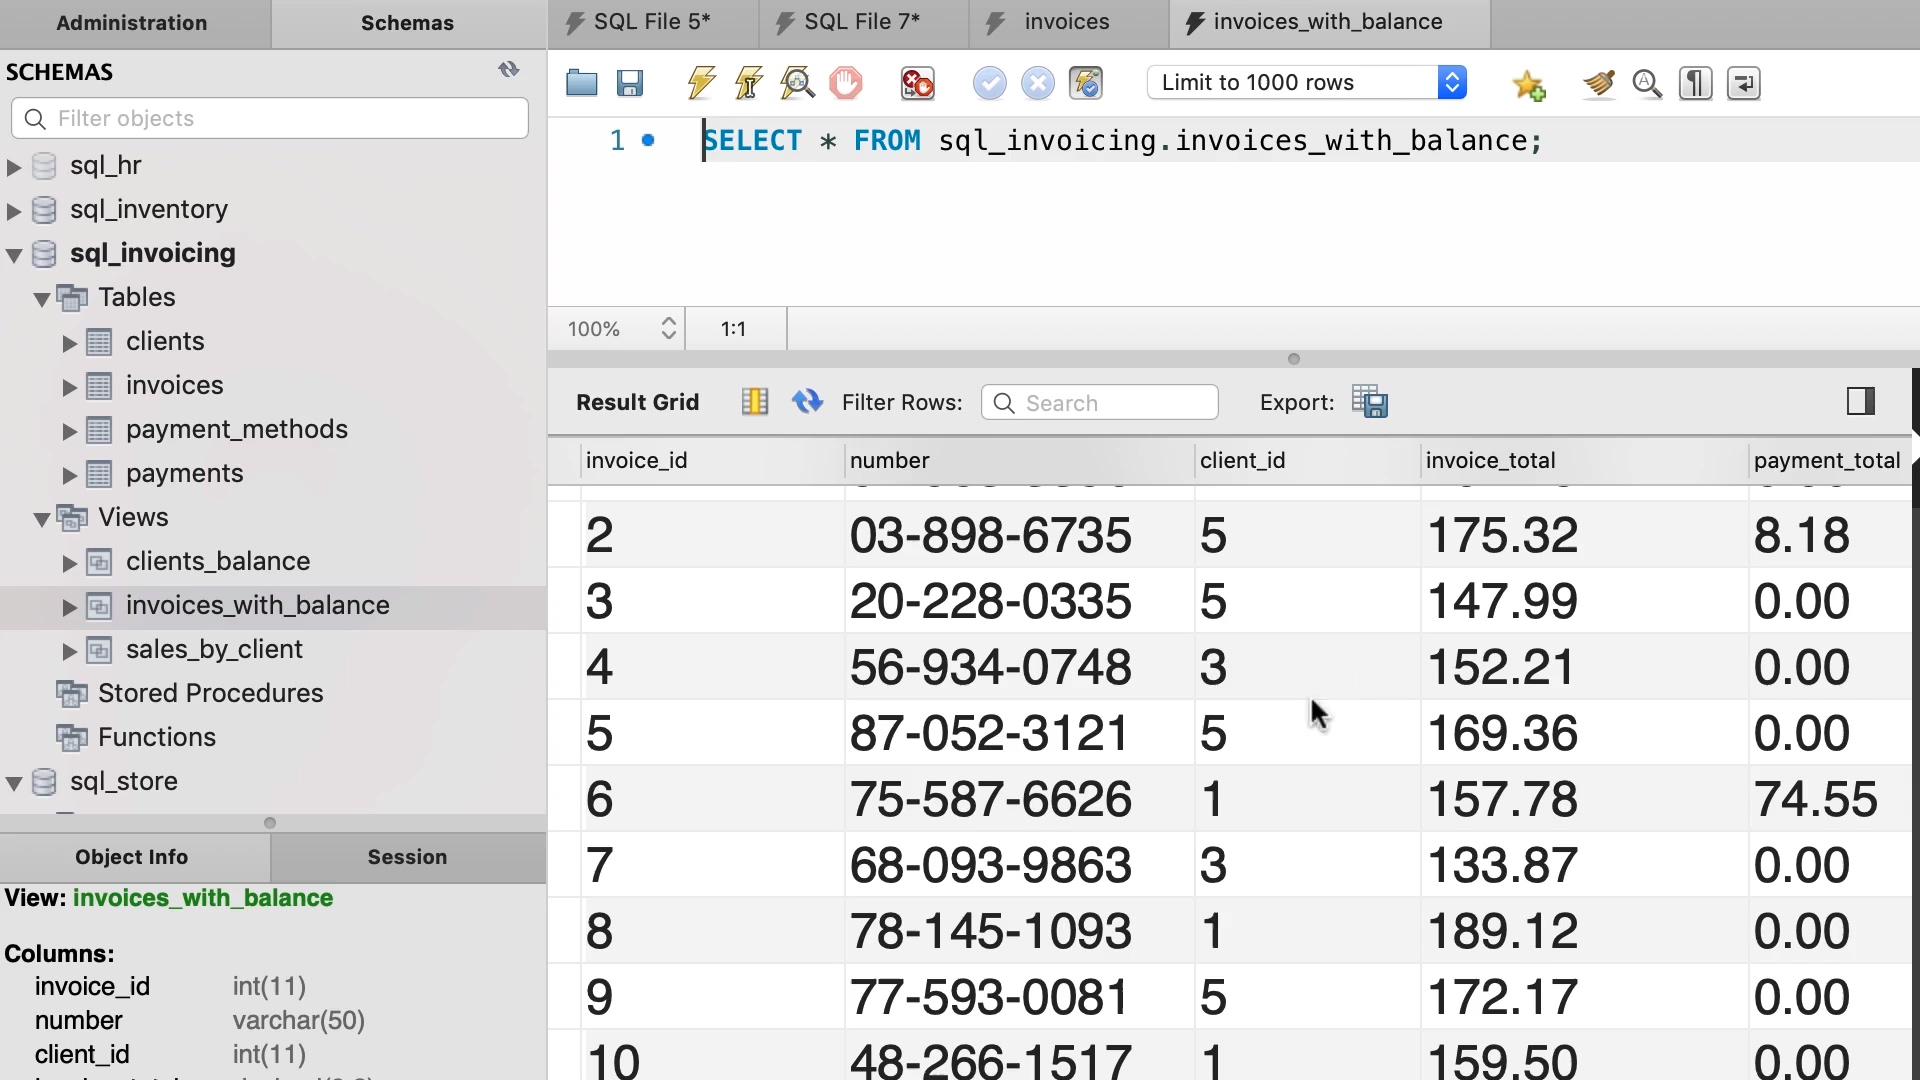 Administration Schemas
SQL File 5* SQL File 7* invoices invoices_with_balance
SCHEMAS
Filter objects
Limit to 1000 rows
1 SELECT * FROM sql_invoicing.invoices_with_balance;
sql_hr
sql_inventory
sql_invoicing
Tables
clients
invoices
payment_methods
payments
Views
clients_balance
invoices_with_balance
sales_by_client
Stored Procedures
Functions
sql_store
Object Info Session
View: invoices_with_balance
Columns:
invoice_id int(11)
number varchar(50)
client_id int(11)
100% 1:1
Result Grid Filter Rows: Search Export:
invoice_id number client_id invoice_total payment_total
2 03-898-6735 5 175.32 8.18
3 20-228-0335 5 147.99 0.00
4 56-934-0748 3 152.21 0.00
5 87-052-3121 5 169.36 0.00
6 75-587-6626 1 157.78 74.55
7 68-093-9863 3 133.87 0.00
8 78-145-1093 1 189.12 0.00
9 77-593-0081 5 172.17 0.00
10 48-266-1517 1 159.50 0.00